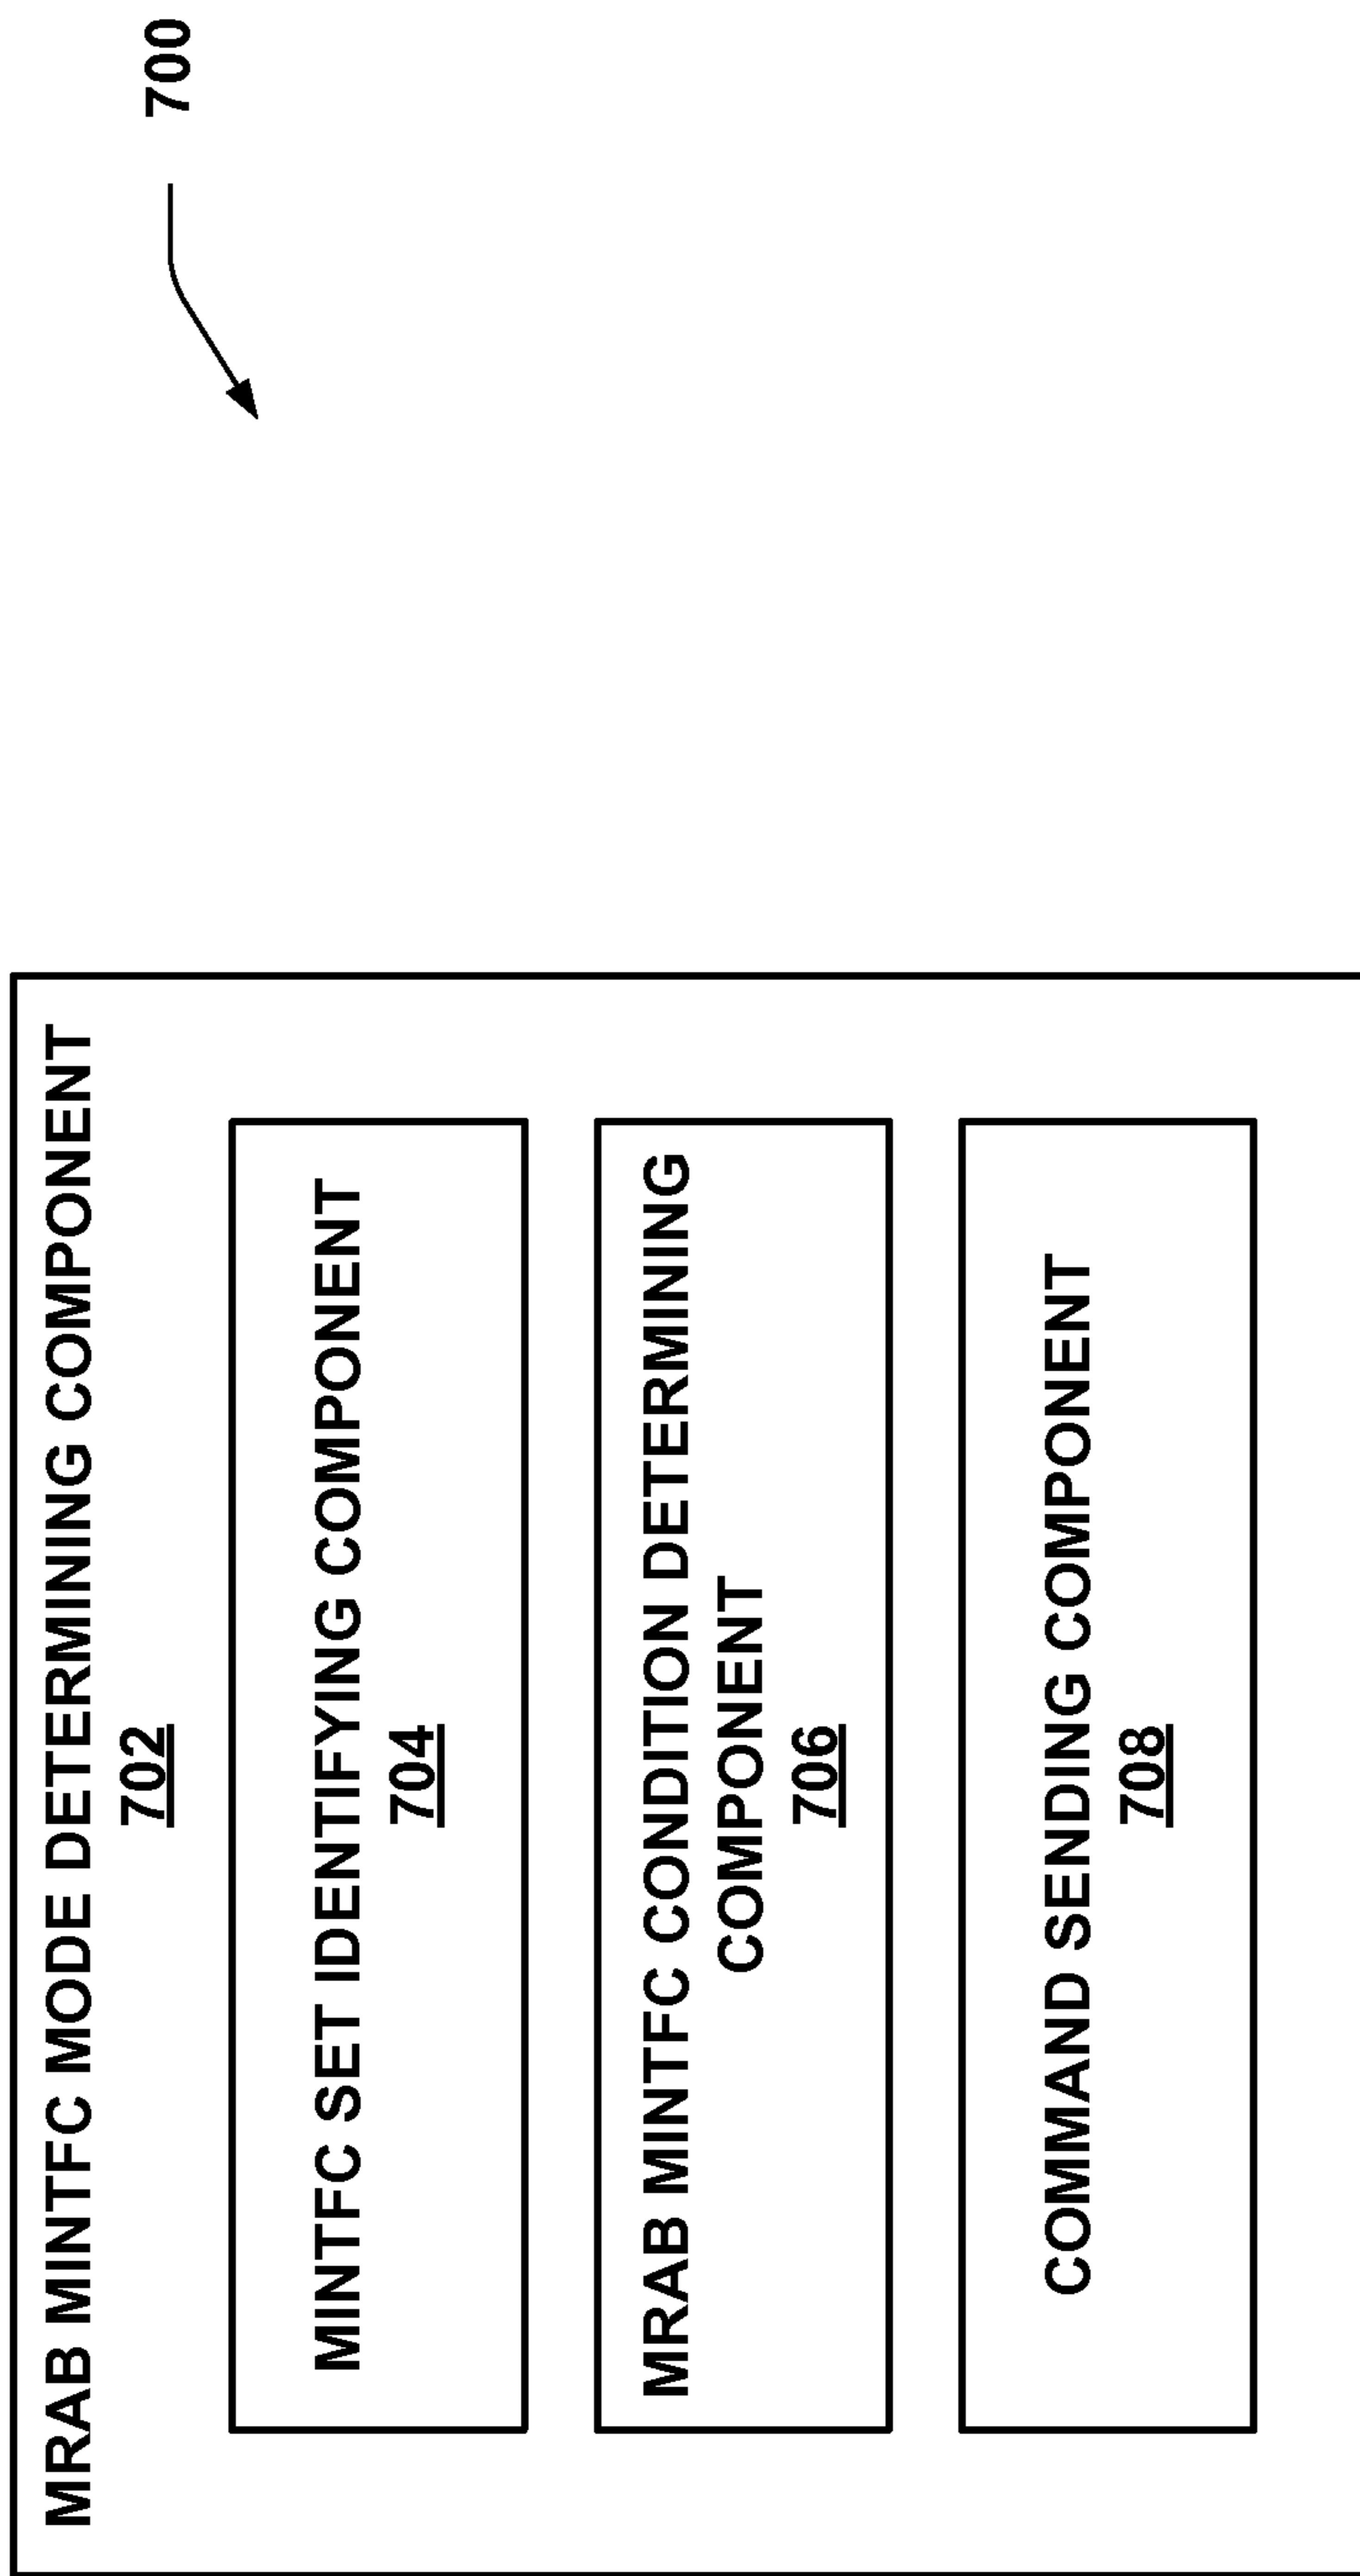 700
MRAB MINTFC MODE DETERMINING COMPONENT
702
MINTFC SET IDENTIFYING COMPONENT
704
MRAB MINTFC CONDITION DETERMINING
COMPONENT
706
COMMAND SENDING COMPONENT
708